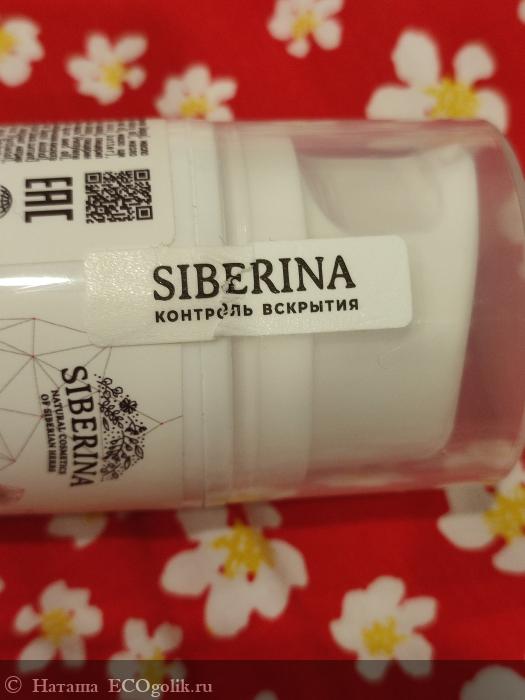 SIBERINA
КОНТРОЛЬ ВСКРЫТИЯ
EAC
SIBERINA
NATURAL COSMETICS
OF SIBERIAN HERBS
© Наташа ECOgolik.ru